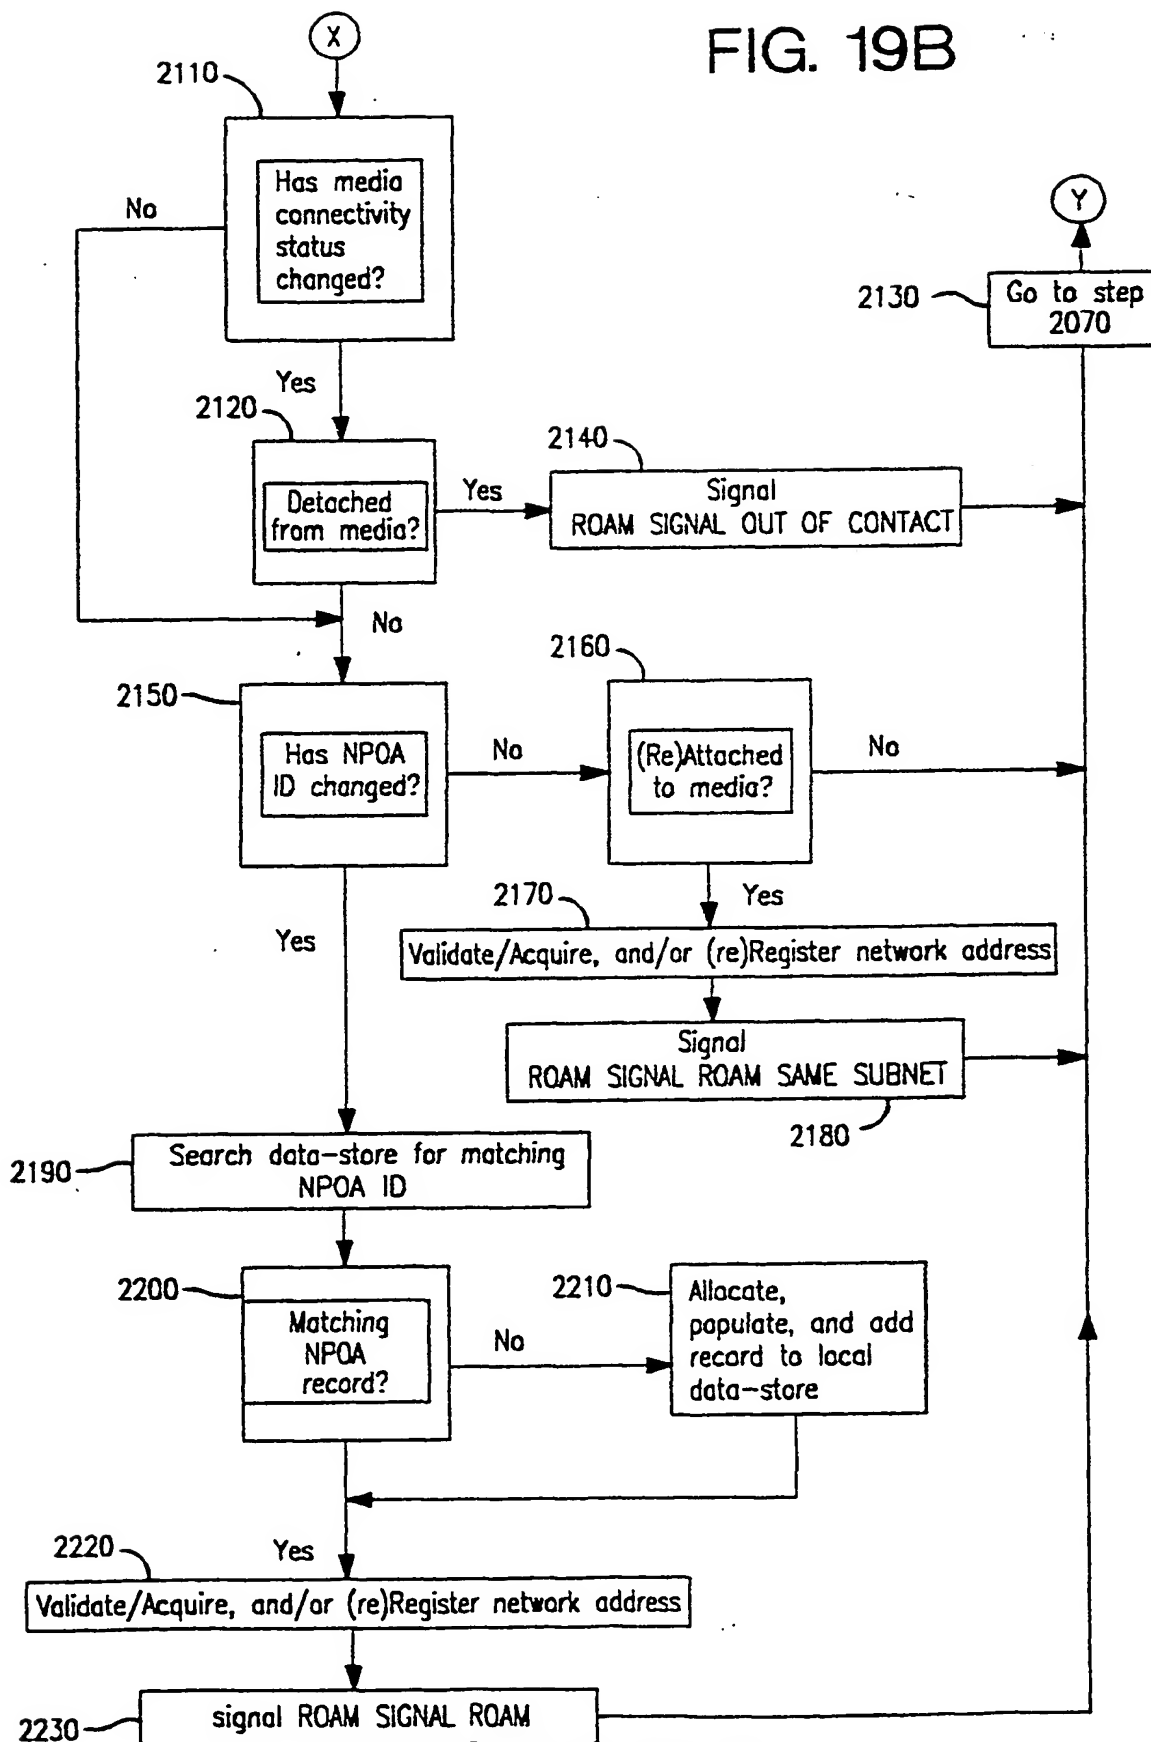 FIG. 19B
X
2110
Has media
connectivity
status
changed?
No
Yes
Y
2130
Go to step
2070
2120
Detached
from media?
Yes
2140
Signal
ROAM SIGNAL OUT OF CONTACT
No
2150
Has NPOA
ID changed?
No
2160
(Re)Attached
to media?
No
Yes
Yes
2170
Validate/Acquire, and/or (re)Register network address
Signal
ROAM SIGNAL ROAM SAME SUBNET
2180
2190
Search data-store for matching
NPOA ID
2200
Matching
NPOA
record?
No
2210
Allocate,
populate, and add
record to local
data-store
Yes
2220
Validate/Acquire, and/or (re)Register network address
2230
signal ROAM SIGNAL ROAM